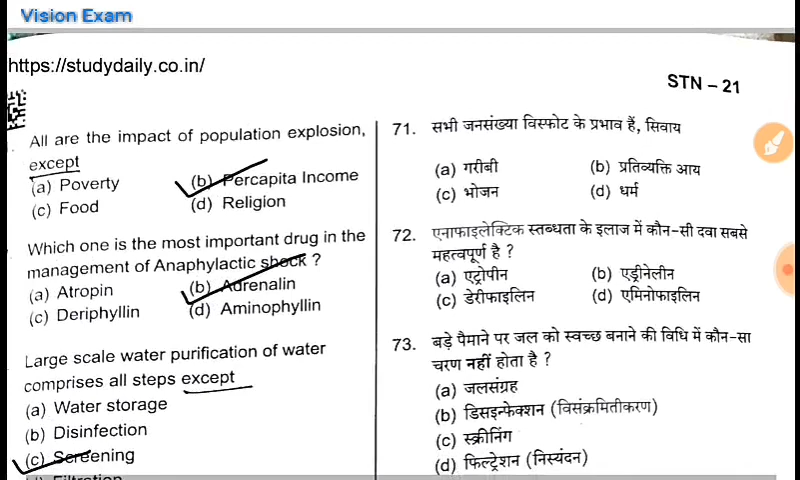 Vision Exam
https://studydaily.co.in/
STN – 21
All are the impact of population explosion,
except
(a) Poverty (b) Percapita Income
(c) Food (d) Religion
Which one is the most important drug in the
management of Anaphylactic shock ?
(a) Atropin (b) Adrenalin
(c) Deriphyllin (d) Aminophyllin
Large scale water purification of water
comprises all steps except
(a) Water storage
(b) Disinfection
(c) Screening
71. सभी जनसंख्या विस्फोट के प्रभाव हैं, सिवाय
(a) गरीबी (b) प्रतिव्यक्ति आय
(c) भोजन (d) धर्म
72. एनाफाइलेक्टिक स्तब्धता के इलाज में कौन-सी दवा सबसे
महत्वपूर्ण है ?
(a) एट्रोपीन (b) एड्रीनेलीन
(c) डेरीफाइलिन (d) एमिनोफाइलिन
73. बड़े पैमाने पर जल को स्वच्छ बनाने की विधि में कौन-सा
चरण नहीं होता है ?
(a) जलसंग्रह
(b) डिसइन्फेक्शन (विसंक्रमितीकरण)
(c) स्क्रीनिंग
(d) फिल्ट्रेशन (निस्यंदन)